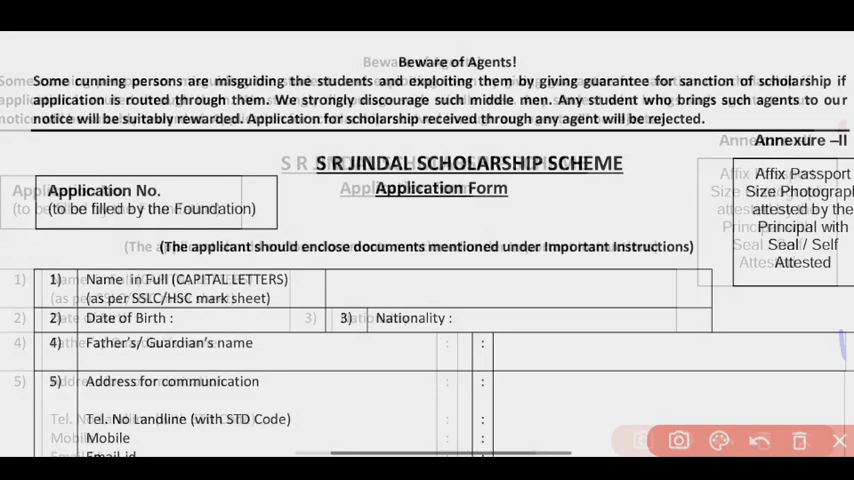 Beware of Agents!
Some cunning persons are misguiding the students and exploiting them by giving guarantee for sanction of scholarship if
application is routed through them. We strongly discourage such middle men. Any student who brings such agents to our
notice will be suitably rewarded. Application for scholarship received through any agent will be rejected.
Annexure –II
S R JINDAL SCHOLARSHIP SCHEME
Application Form
Application No.
(to be filled by the Foundation)
Affix Passport
Size Photograph
attested by the
Principal with
Seal / Self
Attested
(The applicant should enclose documents mentioned under Important Instructions)
1) Name in Full (CAPITAL LETTERS)
(as per SSLC/HSC mark sheet)
2) Date of Birth : 3) Nationality :
4) Father's/ Guardian's name :
5) Address for communication :
Tel. No Landline (with STD Code) :
Mobile :
Email id :